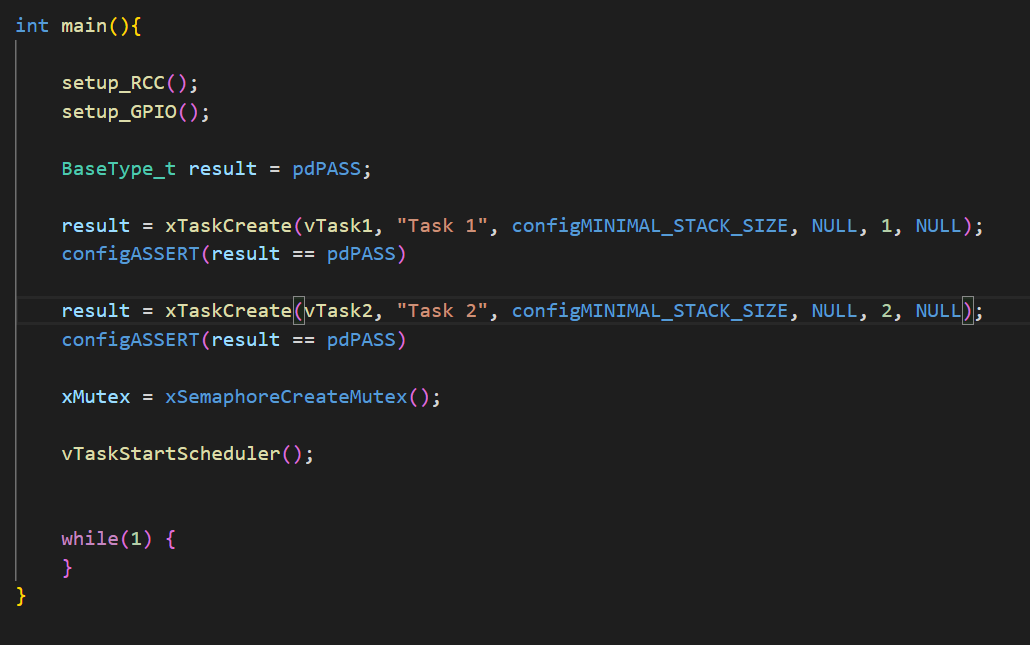 int main(){
setup_RCC();
setup_GPIO();
BaseType_t result = pdPASS;
result = xTaskCreate(vTask1, "Task 1", configMINIMAL_STACK_SIZE, NULL, 1, NULL);
configASSERT(result == pdPASS)
result = xTaskCreate(vTask2, "Task 2", configMINIMAL_STACK_SIZE, NULL, 2, NULL);
configASSERT(result == pdPASS)
xMutex = xSemaphoreCreateMutex();
vTaskStartScheduler();
while(1) {
}
}